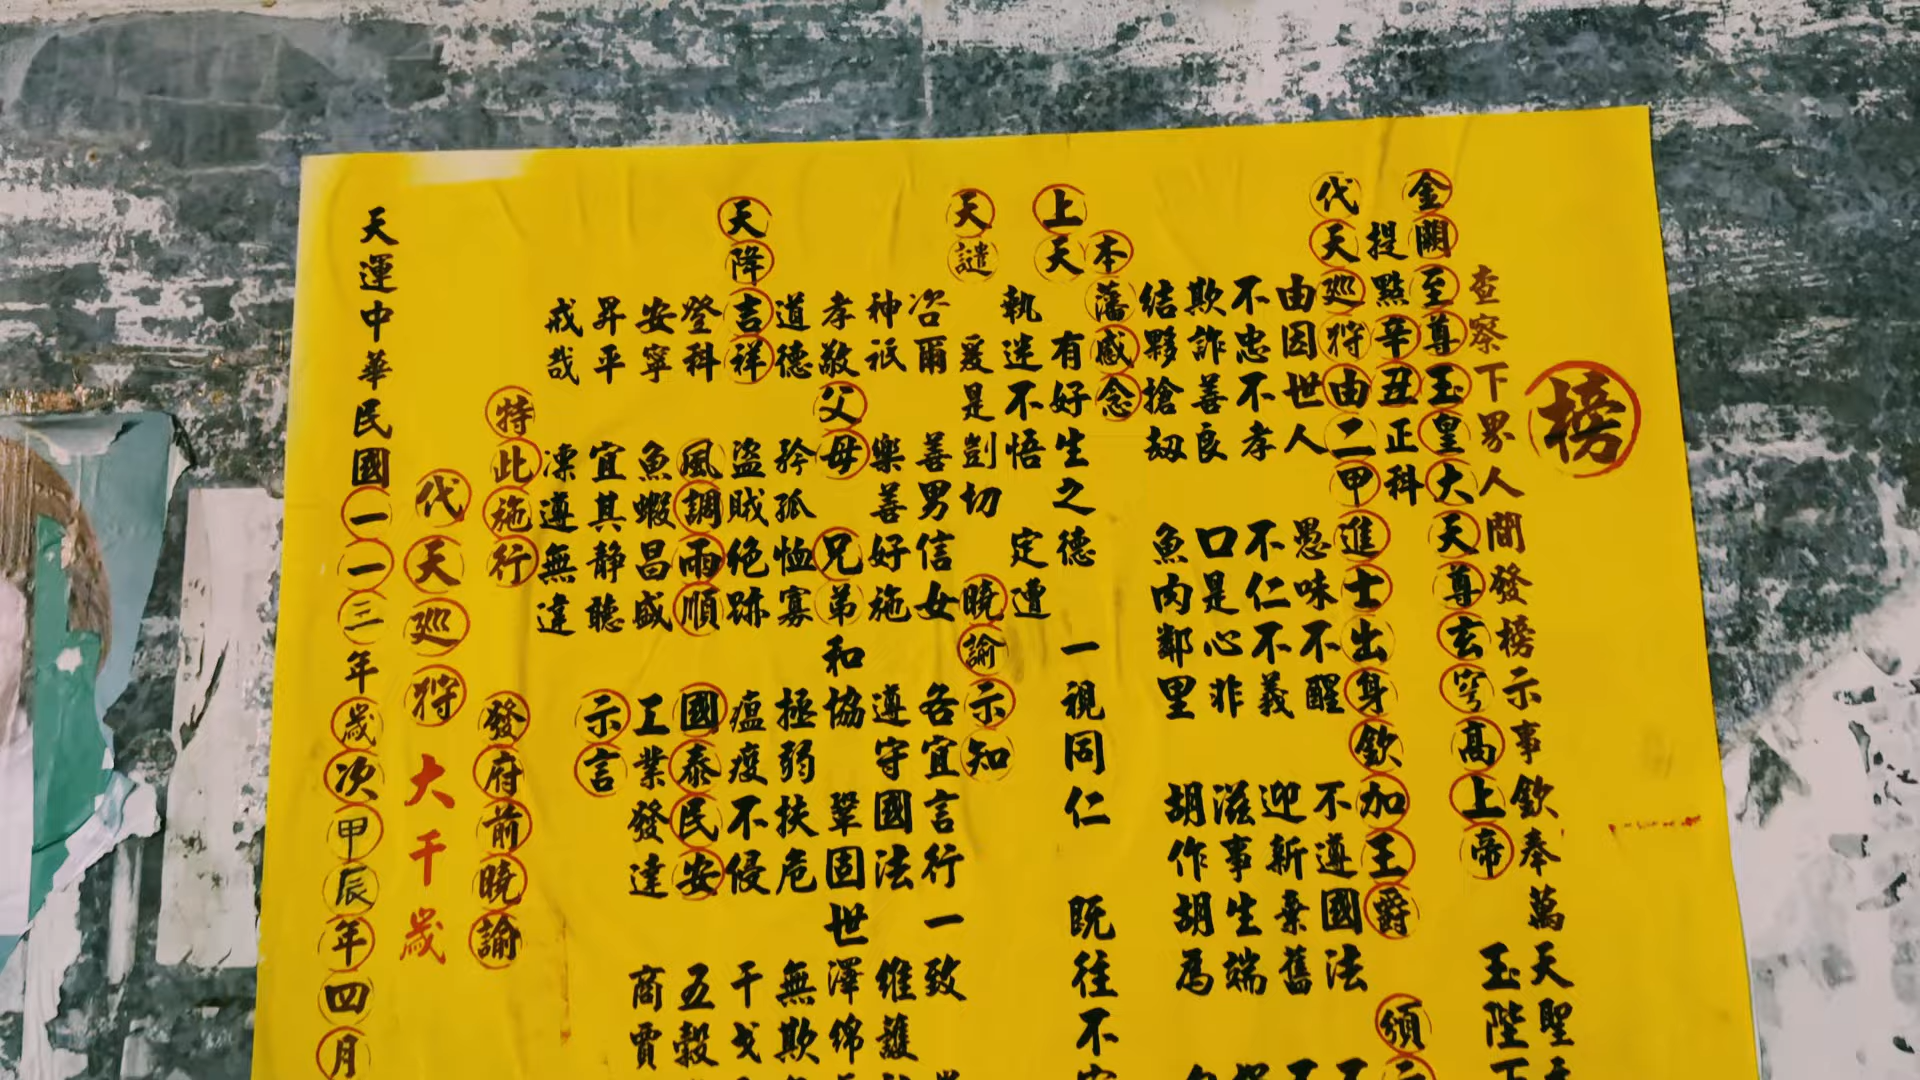 榜
查察下界人間發榜示事欽奉萬天聖
金闕至尊玉皇大天尊玄穹高上帝玉陛下
提點辛丑正科
代天巡狩由二甲進士出身欽加王爵頒示
由因世人愚味不醒不遵國法不
不忠不孝不仁不義迎新棄舊不
欺詐善良口是心非滋事生端
結夥搶劫魚肉鄰里胡作胡為
本藩感念
上天有好生之德一視同仁既往不
執迷不悟定遭
天譴爰是剴切曉諭示知
咨爾善男信女各宜言行一致
神祇樂善好施遵守國法維護
孝敬父母兄弟和協鞏固世澤綿
道德矜孤恤寡極弱扶危無欺
天降吉祥盜賊絕跡瘟疫不侵干戈
登科風調雨順國泰民安五穀
安寧魚蝦昌盛工業發達商賈
昇平宜其静聽示言
戒哉凜遵無違
特此施行發府前曉諭
代天巡狩大千歲
天運中華民國一一三年歲次甲辰年四月